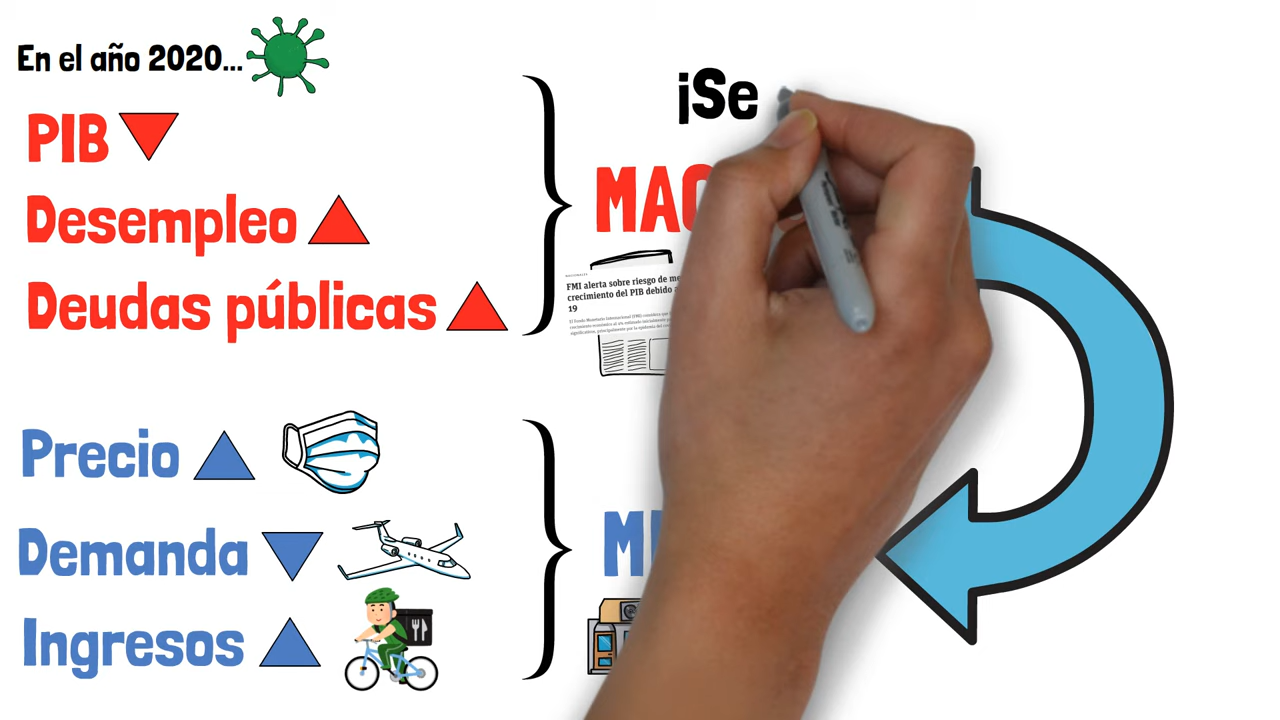 En el año 2020...
PIB
Desempleo
Deudas públicas
¡Se
MAC
FMI alerta sobre riesgo de
crecimiento del PIB debido
19
Precio
Demanda
Ingresos